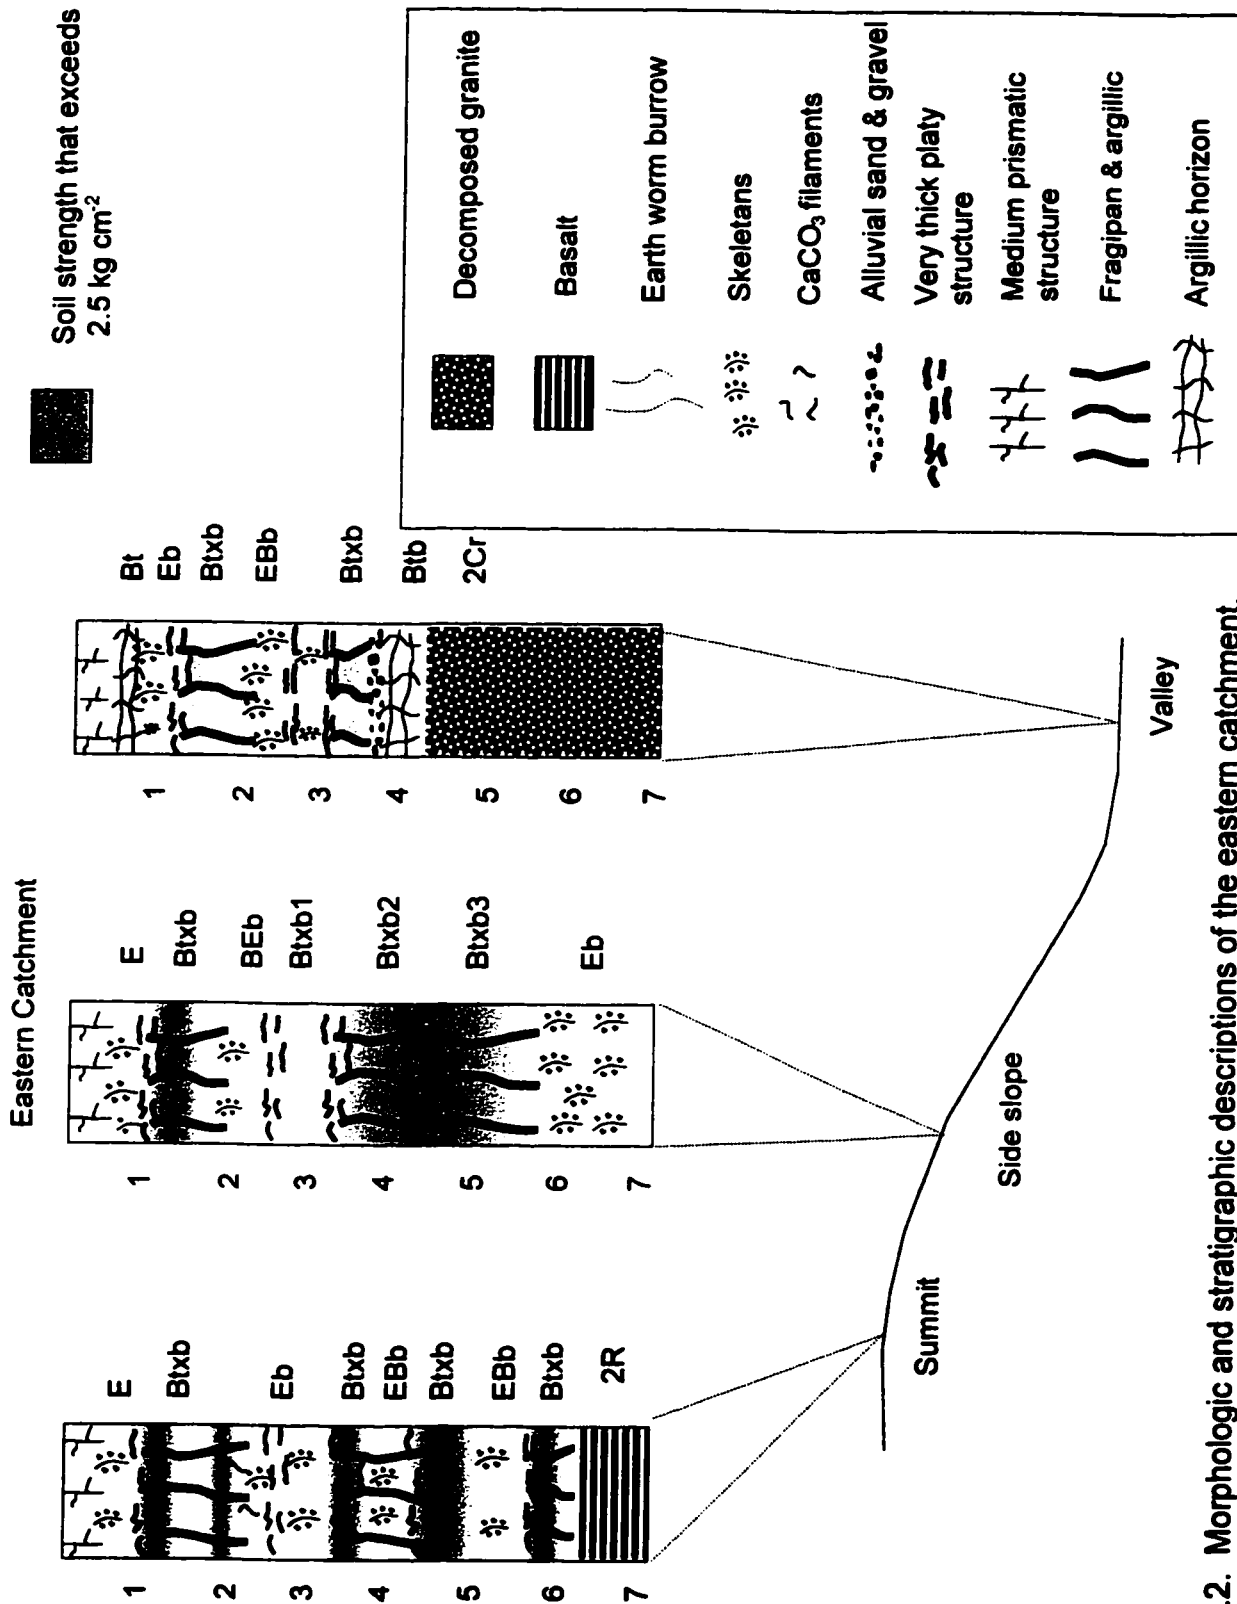 Eastern Catchment
Soil strength that exceeds
2.5 kg cm-2
1
2
3
4
5
6
7
E
Btxb
Eb
Btxb
EBb
Btxb
EBb
Btxb
2R
1
2
3
4
5
6
7
E
Btxb
BEb
Btxb1
Btxb2
Btxb3
Eb
1
2
3
4
5
6
7
Bt
Eb
Btxb
EBb
Btxb
Btb
2Cr
Summit
Side slope
Valley
Decomposed granite
Basalt
Earth worm burrow
Skeletans
CaCO3 filaments
Alluvial sand & gravel
Very thick platy
structure
Medium prismatic
structure
Fragipan & argillic
Argillic horizon
.2. Morphologic and stratigraphic descriptions of the eastern catchment.